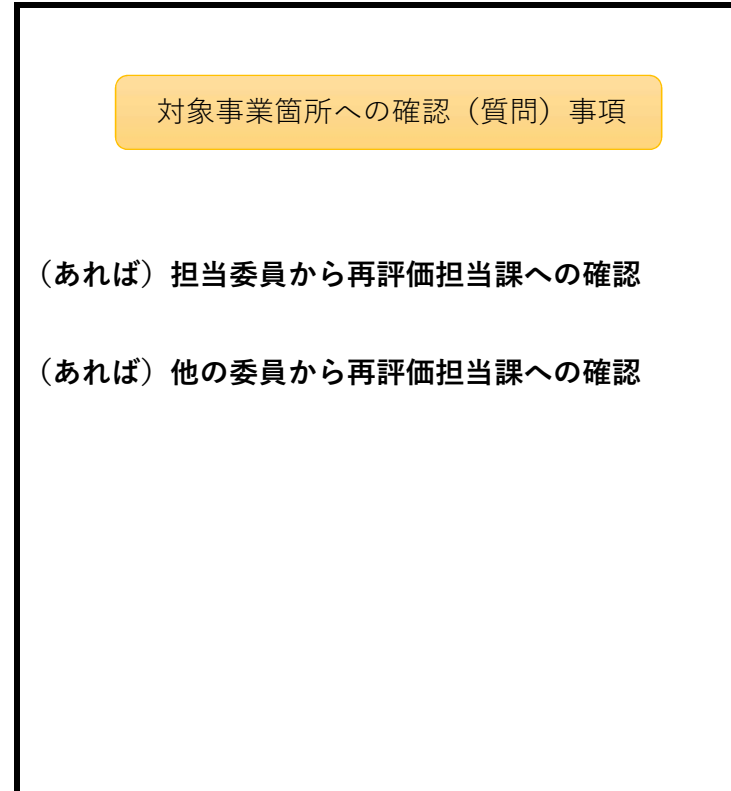 対象事業箇所への確認（質問）事項
（あれば）担当委員から再評価担当課への確認
（あれば）他の委員から再評価担当課への確認